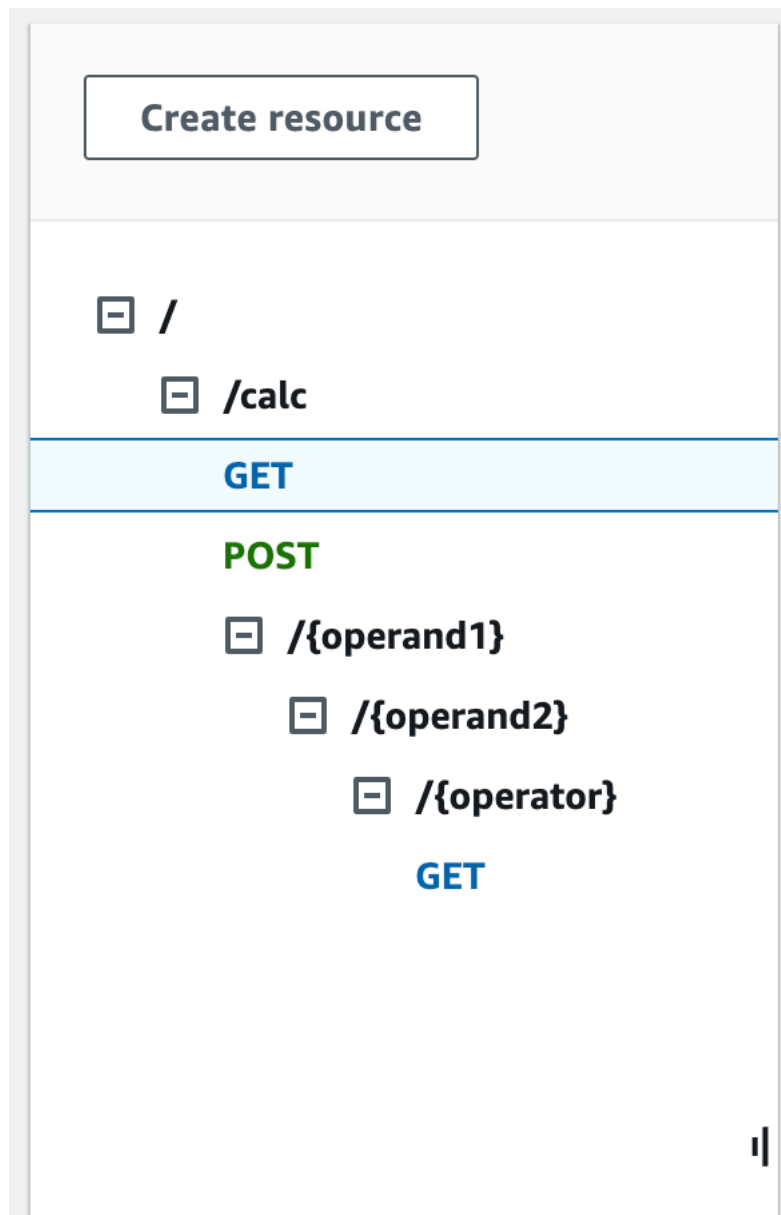 Create resource
/
/calc
GET
POST
/{operand1}
/{operand2}
/{operator}
GET